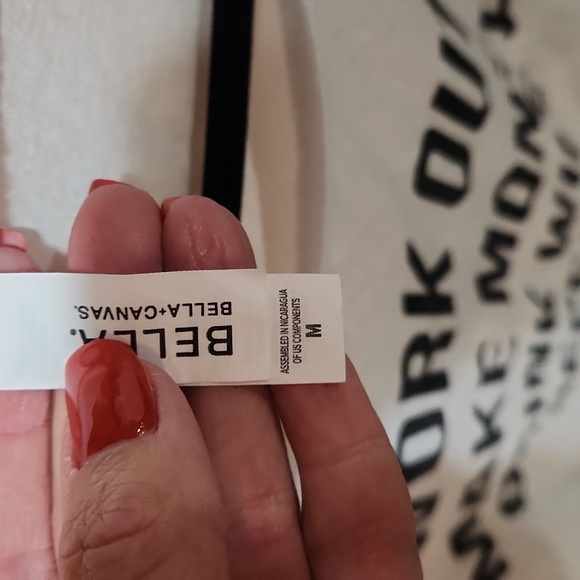 BELLA.
BELLA+CANVAS.
ASSEMBLED IN NICARAGUA
OF US COMPONENTS
M
WORK OU
MAKE MON